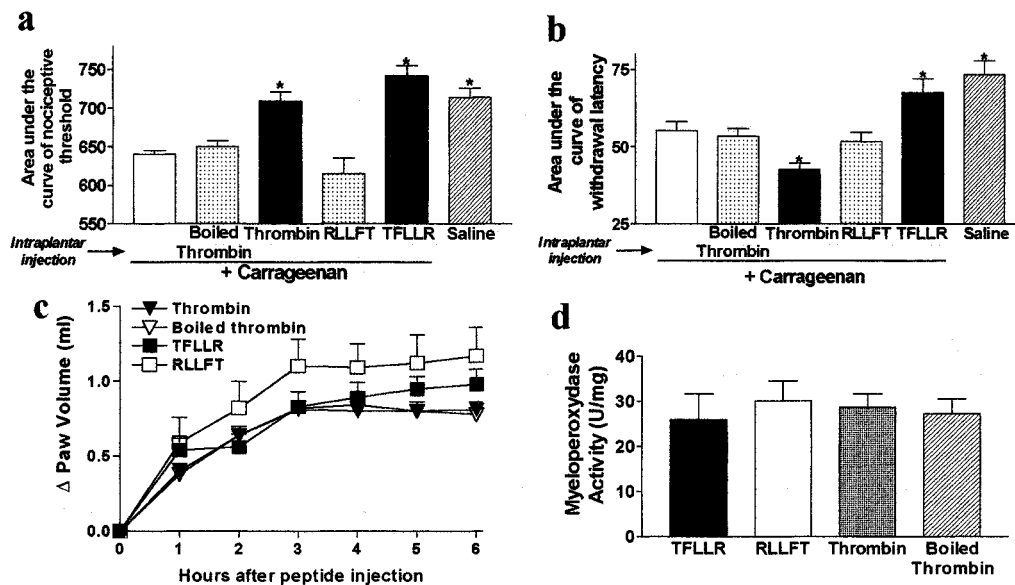 a
Area under the
curve of nociceptive
threshold
750
700
650
600
550
*
*
*
Boiled Thrombin RLLFT TFLLR Saline
Thrombin
Intraplantar
injection
+ Carrageenan
b
Area under the
curve of
withdrawal latency
75
50
25
*
*
*
Boiled Thrombin RLLFT TFLLR Saline
Thrombin
Intraplantar
injection
+ Carrageenan
c
Δ Paw Volume (ml)
1.5
1.0
0.5
0.0
Thrombin
Boiled thrombin
TFLLR
RLLFT
0 1 2 3 4 5 6
Hours after peptide injection
d
Myeloperoxydase
Activity (U/mg)
40
30
20
10
0
TFLLR RLLFT Thrombin Boiled
Thrombin